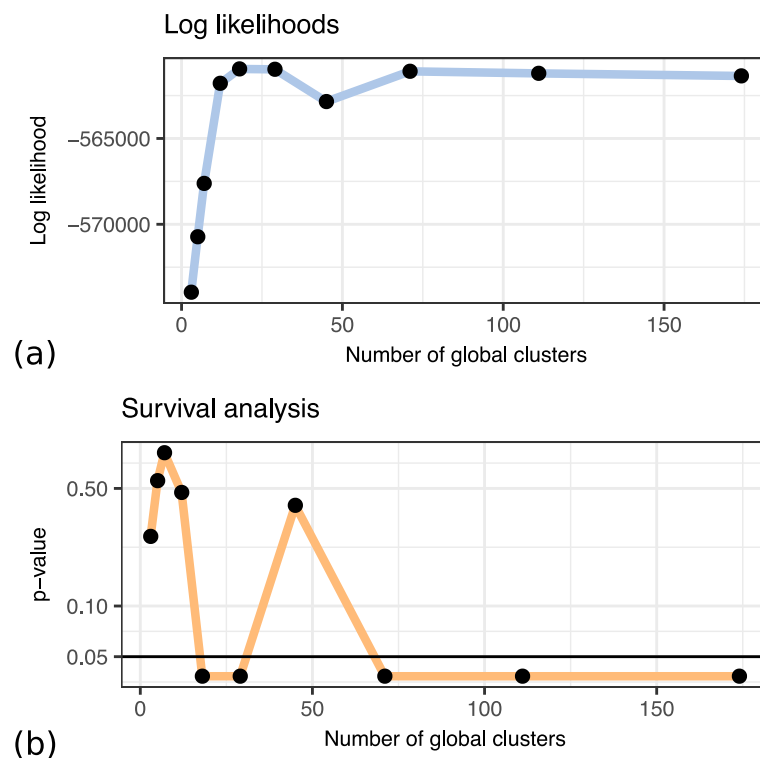 Log likelihoods
Log likelihood
−565000
−570000
0
50
100
150
Number of global clusters
(a)
Survival analysis
p−value
0.50
0.10
0.05
0
50
100
150
Number of global clusters
(b)